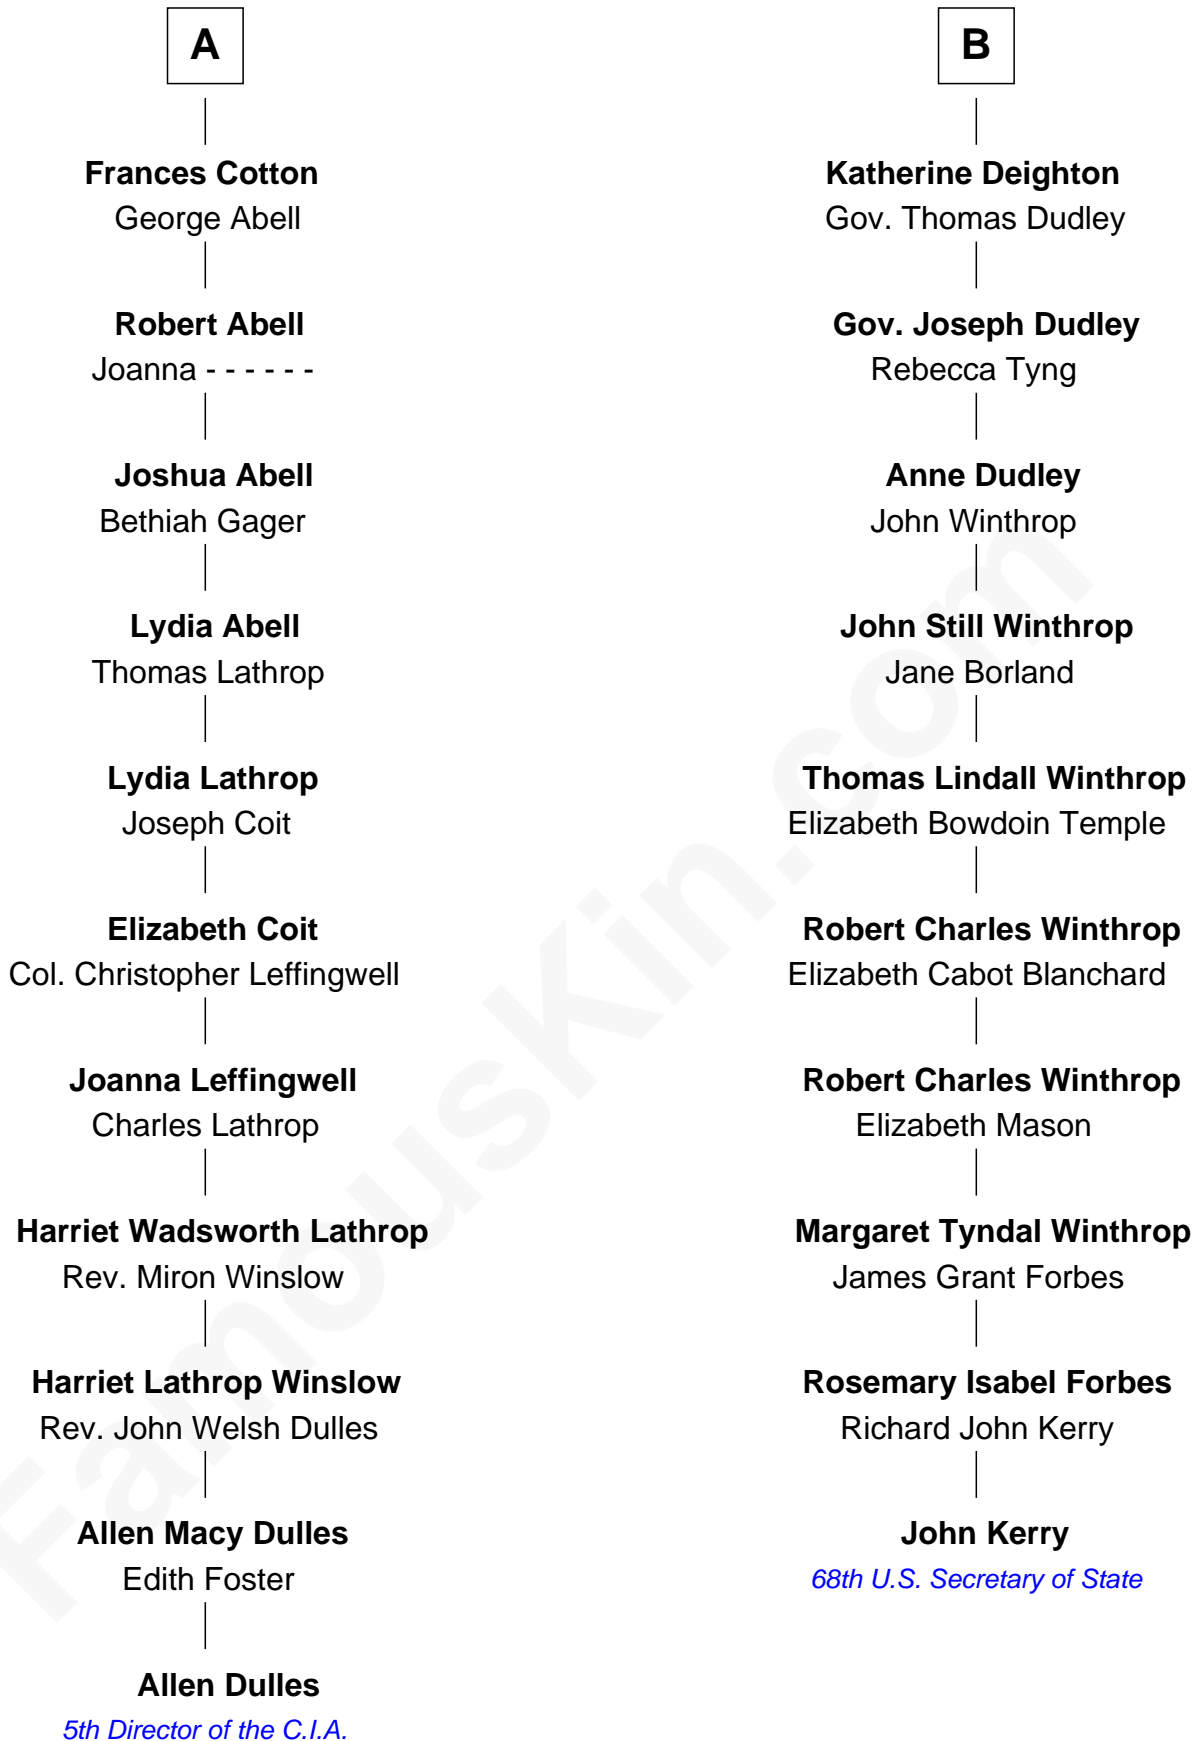 A
Frances Cotton
George Abell
Robert Abell
Joanna - - - - - -
Joshua Abell
Bethiah Gager
Lydia Abell
Thomas Lathrop
Lydia Lathrop
Joseph Coit
Elizabeth Coit
Col. Christopher Leffingwell
Joanna Leffingwell
Charles Lathrop
Harriet Wadsworth Lathrop
Rev. Miron Winslow
Harriet Lathrop Winslow
Rev. John Welsh Dulles
Allen Macy Dulles
Edith Foster
Allen Dulles
5th Director of the C.I.A.
B
Katherine Deighton
Gov. Thomas Dudley
Gov. Joseph Dudley
Rebecca Tyng
Anne Dudley
John Winthrop
John Still Winthrop
Jane Borland
Thomas Lindall Winthrop
Elizabeth Bowdoin Temple
Robert Charles Winthrop
Elizabeth Cabot Blanchard
Robert Charles Winthrop
Elizabeth Mason
Margaret Tyndal Winthrop
James Grant Forbes
Rosemary Isabel Forbes
Richard John Kerry
John Kerry
68th U.S. Secretary of State
FamousKin.com